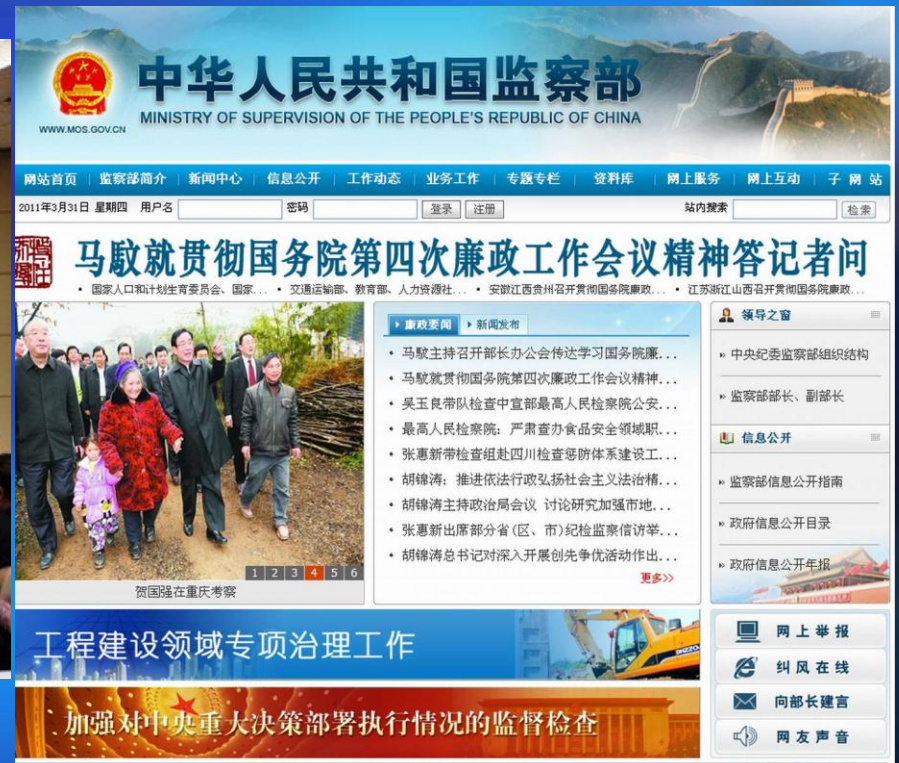 中华人民共和国监察部
MINISTRY OF SUPERVISION OF THE PEOPLE'S REPUBLIC OF CHINA
WWW.MOS.GOV.CN
网站首页 监察部简介 新闻中心 信息公开 工作动态 业务工作 专题专栏 资料库 网上服务 网上互动 子网站
2011年3月31日 星期四 用户名 密码 登录 注册 站内搜索 检索
责任
马馼就贯彻国务院第四次廉政工作会议精神答记者问
· 国家人口和计划生育委员会、国家... · 交通运输部、教育部、人力资源社... · 安徽江西贵州召开贯彻国务院廉政... · 江苏浙江山西召开贯彻国务院廉政...
廉政要闻 新闻发布
· 马馼主持召开部长办公会传达学习国务院廉...
· 马馼就贯彻国务院第四次廉政工作会议精神...
· 吴玉良带队检查中宣部最高人民检察院公安...
· 最高人民检察院: 严肃查办食品安全领域职...
· 张惠新带检查组赴四川检查惩防体系建设工...
· 胡锦涛: 推进依法行政弘扬社会主义法治精...
· 胡锦涛主持政治局会议 讨论研究加强市地...
· 张惠新出席部分省(区、市)纪检监察信访举...
· 胡锦涛总书记对深入开展创先争优活动作出...
更多>>
1 2 3 4 5 6
贺国强在重庆考察
领导之窗
» 中央纪委监察部组织结构
» 监察部部长、副部长
信息公开
» 监察部信息公开指南
» 政府信息公开目录
» 政府信息公开年报
工程建设领域专项治理工作
加强对中央重大决策部署执行情况的监督检查
网上举报
纠风在线
向部长建言
网友声音